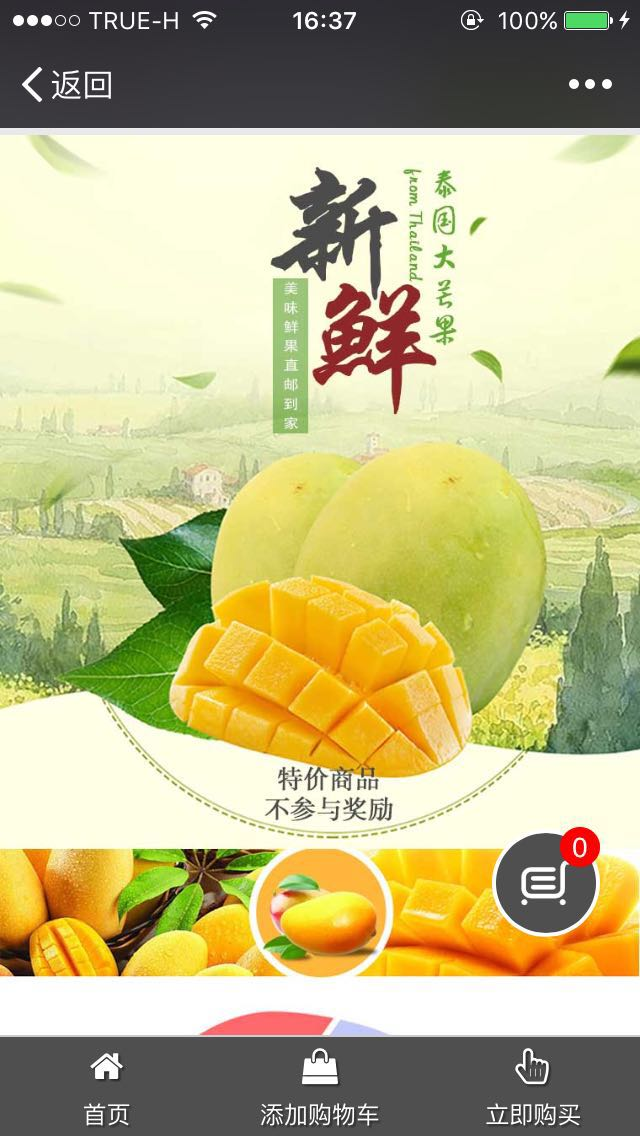 TRUE-H
16:37
100%
返回
新鲜
泰国大芒果
from Thailand
美味鲜果直邮到家
特价商品
不参与奖励
0
首页
添加购物车
立即购买